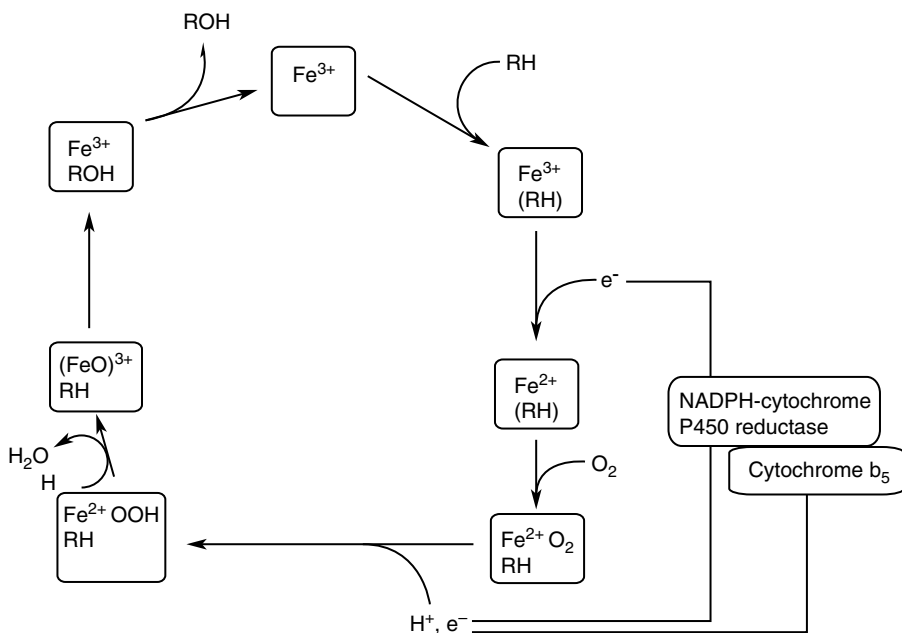 ROH
Fe³⁺
RH
Fe³⁺
ROH
Fe³⁺
(RH)
e⁻
(FeO)³⁺
RH
Fe²⁺
(RH)
NADPH-cytochrome
P450 reductase
H₂O
H
O₂
Cytochrome b₅
Fe²⁺ OOH
RH
Fe²⁺ O₂
RH
H⁺, e⁻